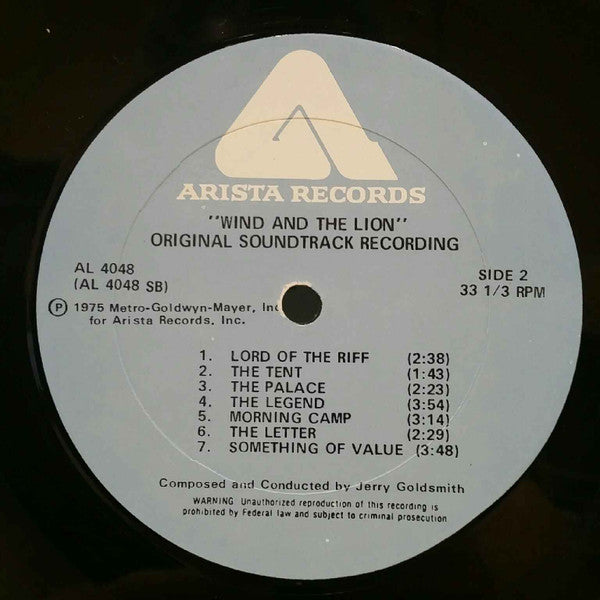 ARISTA RECORDS
"WIND AND THE LION"
ORIGINAL SOUNDTRACK RECORDING
AL 4048
(AL 4048 SB)
SIDE 2
33 1/3 RPM
Ⓟ 1975 Metro-Goldwyn-Mayer, Inc
for Arista Records, Inc.
1. LORD OF THE RIFF (2:38)
2. THE TENT (1:43)
3. THE PALACE (2:23)
4. THE LEGEND (3:54)
5. MORNING CAMP (3:14)
6. THE LETTER (2:29)
7. SOMETHING OF VALUE (3:48)
Composed and Conducted by Jerry Goldsmith
WARNING: Unauthorized reproduction of this recording is
prohibited by Federal law and subject to criminal prosecution.